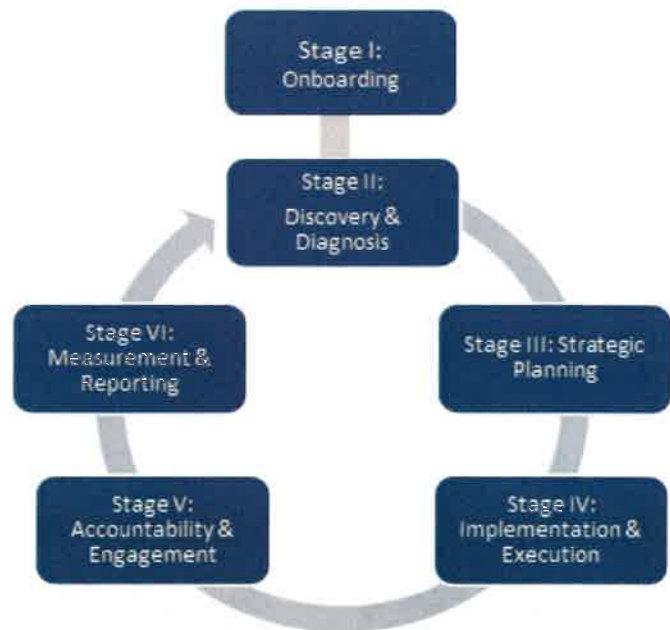 Stage I:
Onboarding
Stage II:
Discovery &
Diagnosis
Stage III: Strategic
Planning
Stage IV:
Implementation &
Execution
Stage V:
Accountability &
Engagement
Stage VI:
Measurement &
Reporting